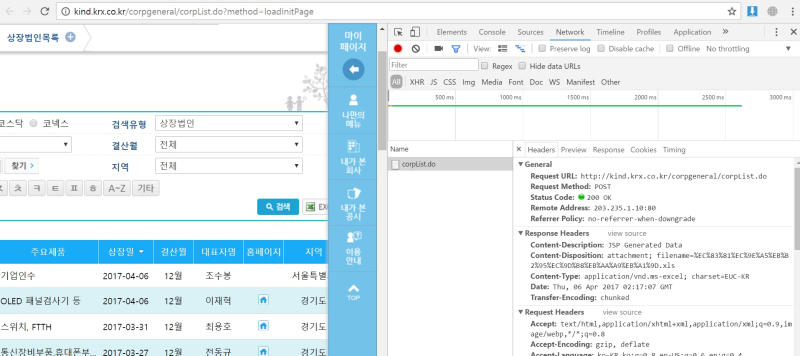 kind.krx.co.kr/corpgeneral/corpList.do?method=loadInitPage
상장법인목록
마이
페이지
나만의
메뉴
내가 본
회사
내가 본
공시
이용
안내
TOP
코스닥 코넥스
검색유형 상장법인
결산월 전체
찾기 >
지역 전체
ㅊ ㅋ ㅌ ㅍ ㅎ A~Z 기타
검색
주요제품 상장일 결산월 대표자명 홈페이지 지역
기업인수 2017-04-06 12월 조수봉 서울특별
OLED 패널검사기 등 2017-04-06 12월 이재혁 경기도
스위치, FTTH 2017-03-31 12월 최용호 경기도
통신장비부품,휴대폰부... 2017-03-27 12월 전동규 경기도
Elements Console Sources Network Timeline Profiles Application
View: Preserve log Disable cache Offline No throttling
Filter Regex Hide data URLs
All XHR JS CSS Img Media Font Doc WS Manifest Other
500 ms 1000 ms 1500 ms 2000 ms 2500 ms 3000 ms
Name
corpList.do
Headers Preview Response Cookies Timing
General
Request URL: http://kind.krx.co.kr/corpgeneral/corpList.do
Request Method: POST
Status Code: 200 OK
Remote Address: 203.235.1.10:80
Referrer Policy: no-referrer-when-downgrade
Response Headers view source
Content-Description: JSP Generated Data
Content-Disposition: attachment; filename=%EC%83%81%EC%9E%A5%EB%B
2%95%EC%9D%B8%EB%AA%A9%EB%A1%9D.xls
Content-Type: application/vnd.ms-excel; charset=EUC-KR
Date: Thu, 06 Apr 2017 02:17:07 GMT
Transfer-Encoding: chunked
Request Headers view source
Accept: text/html,application/xhtml+xml,application/xml;q=0.9,im
age/webp,*/*;q=0.8
Accept-Encoding: gzip, deflate